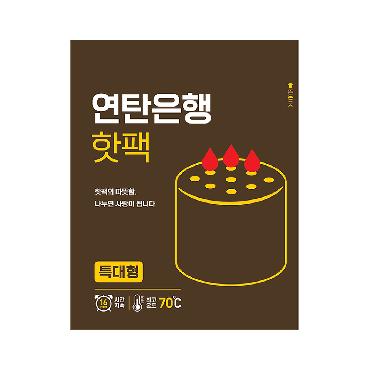 연탄은행
핫팩
핫팩의 따뜻함,
나누면 사랑이 됩니다
특대형
16 시간 지속
최고 온도 70℃